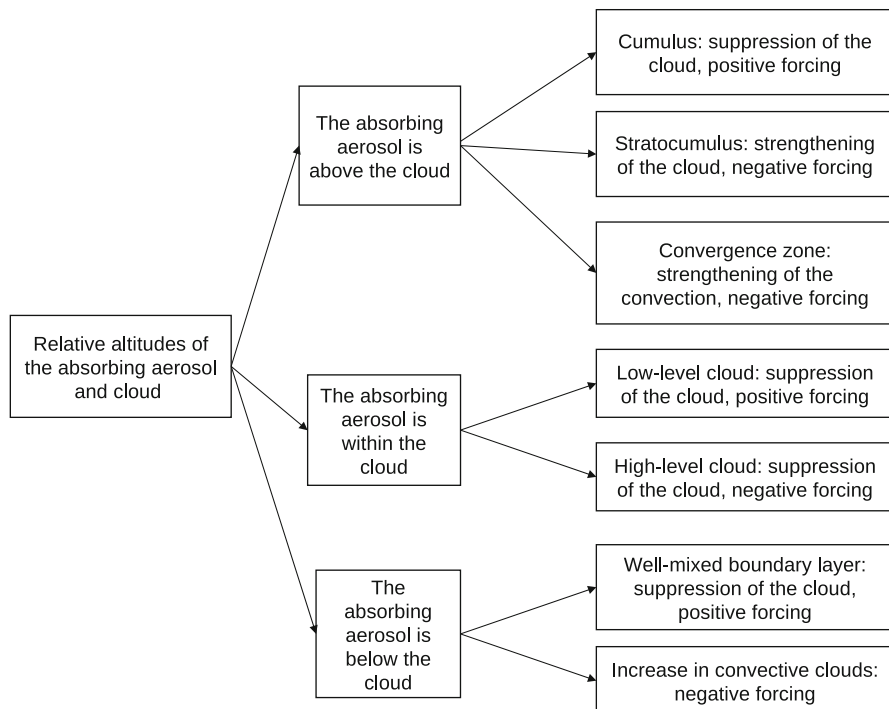 Relative altitudes of
the absorbing aerosol
and cloud
The absorbing
aerosol is
above the cloud
Cumulus: suppression of the
cloud, positive forcing
Stratocumulus: strengthening
of the cloud, negative forcing
Convergence zone:
strengthening of the
convection, negative forcing
The absorbing
aerosol is
within the
cloud
Low-level cloud: suppression
of the cloud, positive forcing
High-level cloud: suppression
of the cloud, negative forcing
The
absorbing
aerosol is
below the
cloud
Well-mixed boundary layer:
suppression of the cloud,
positive forcing
Increase in convective clouds:
negative forcing